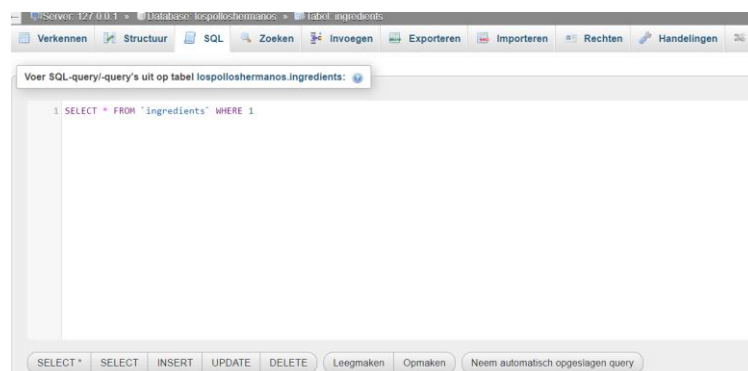 Server: 127.0.0.1 » Database: lospolloshermanos » Tabel: ingredients
Verkennen Structuur SQL Zoeken Invoegen Exporteren Importeren Rechten Handelingen
Voer SQL-query/-query's uit op tabel lospolloshermanos.ingredients:
1 SELECT * FROM `ingredients` WHERE 1
SELECT * SELECT INSERT UPDATE DELETE Leegmaken Opmaken Neem automatisch opgeslagen query